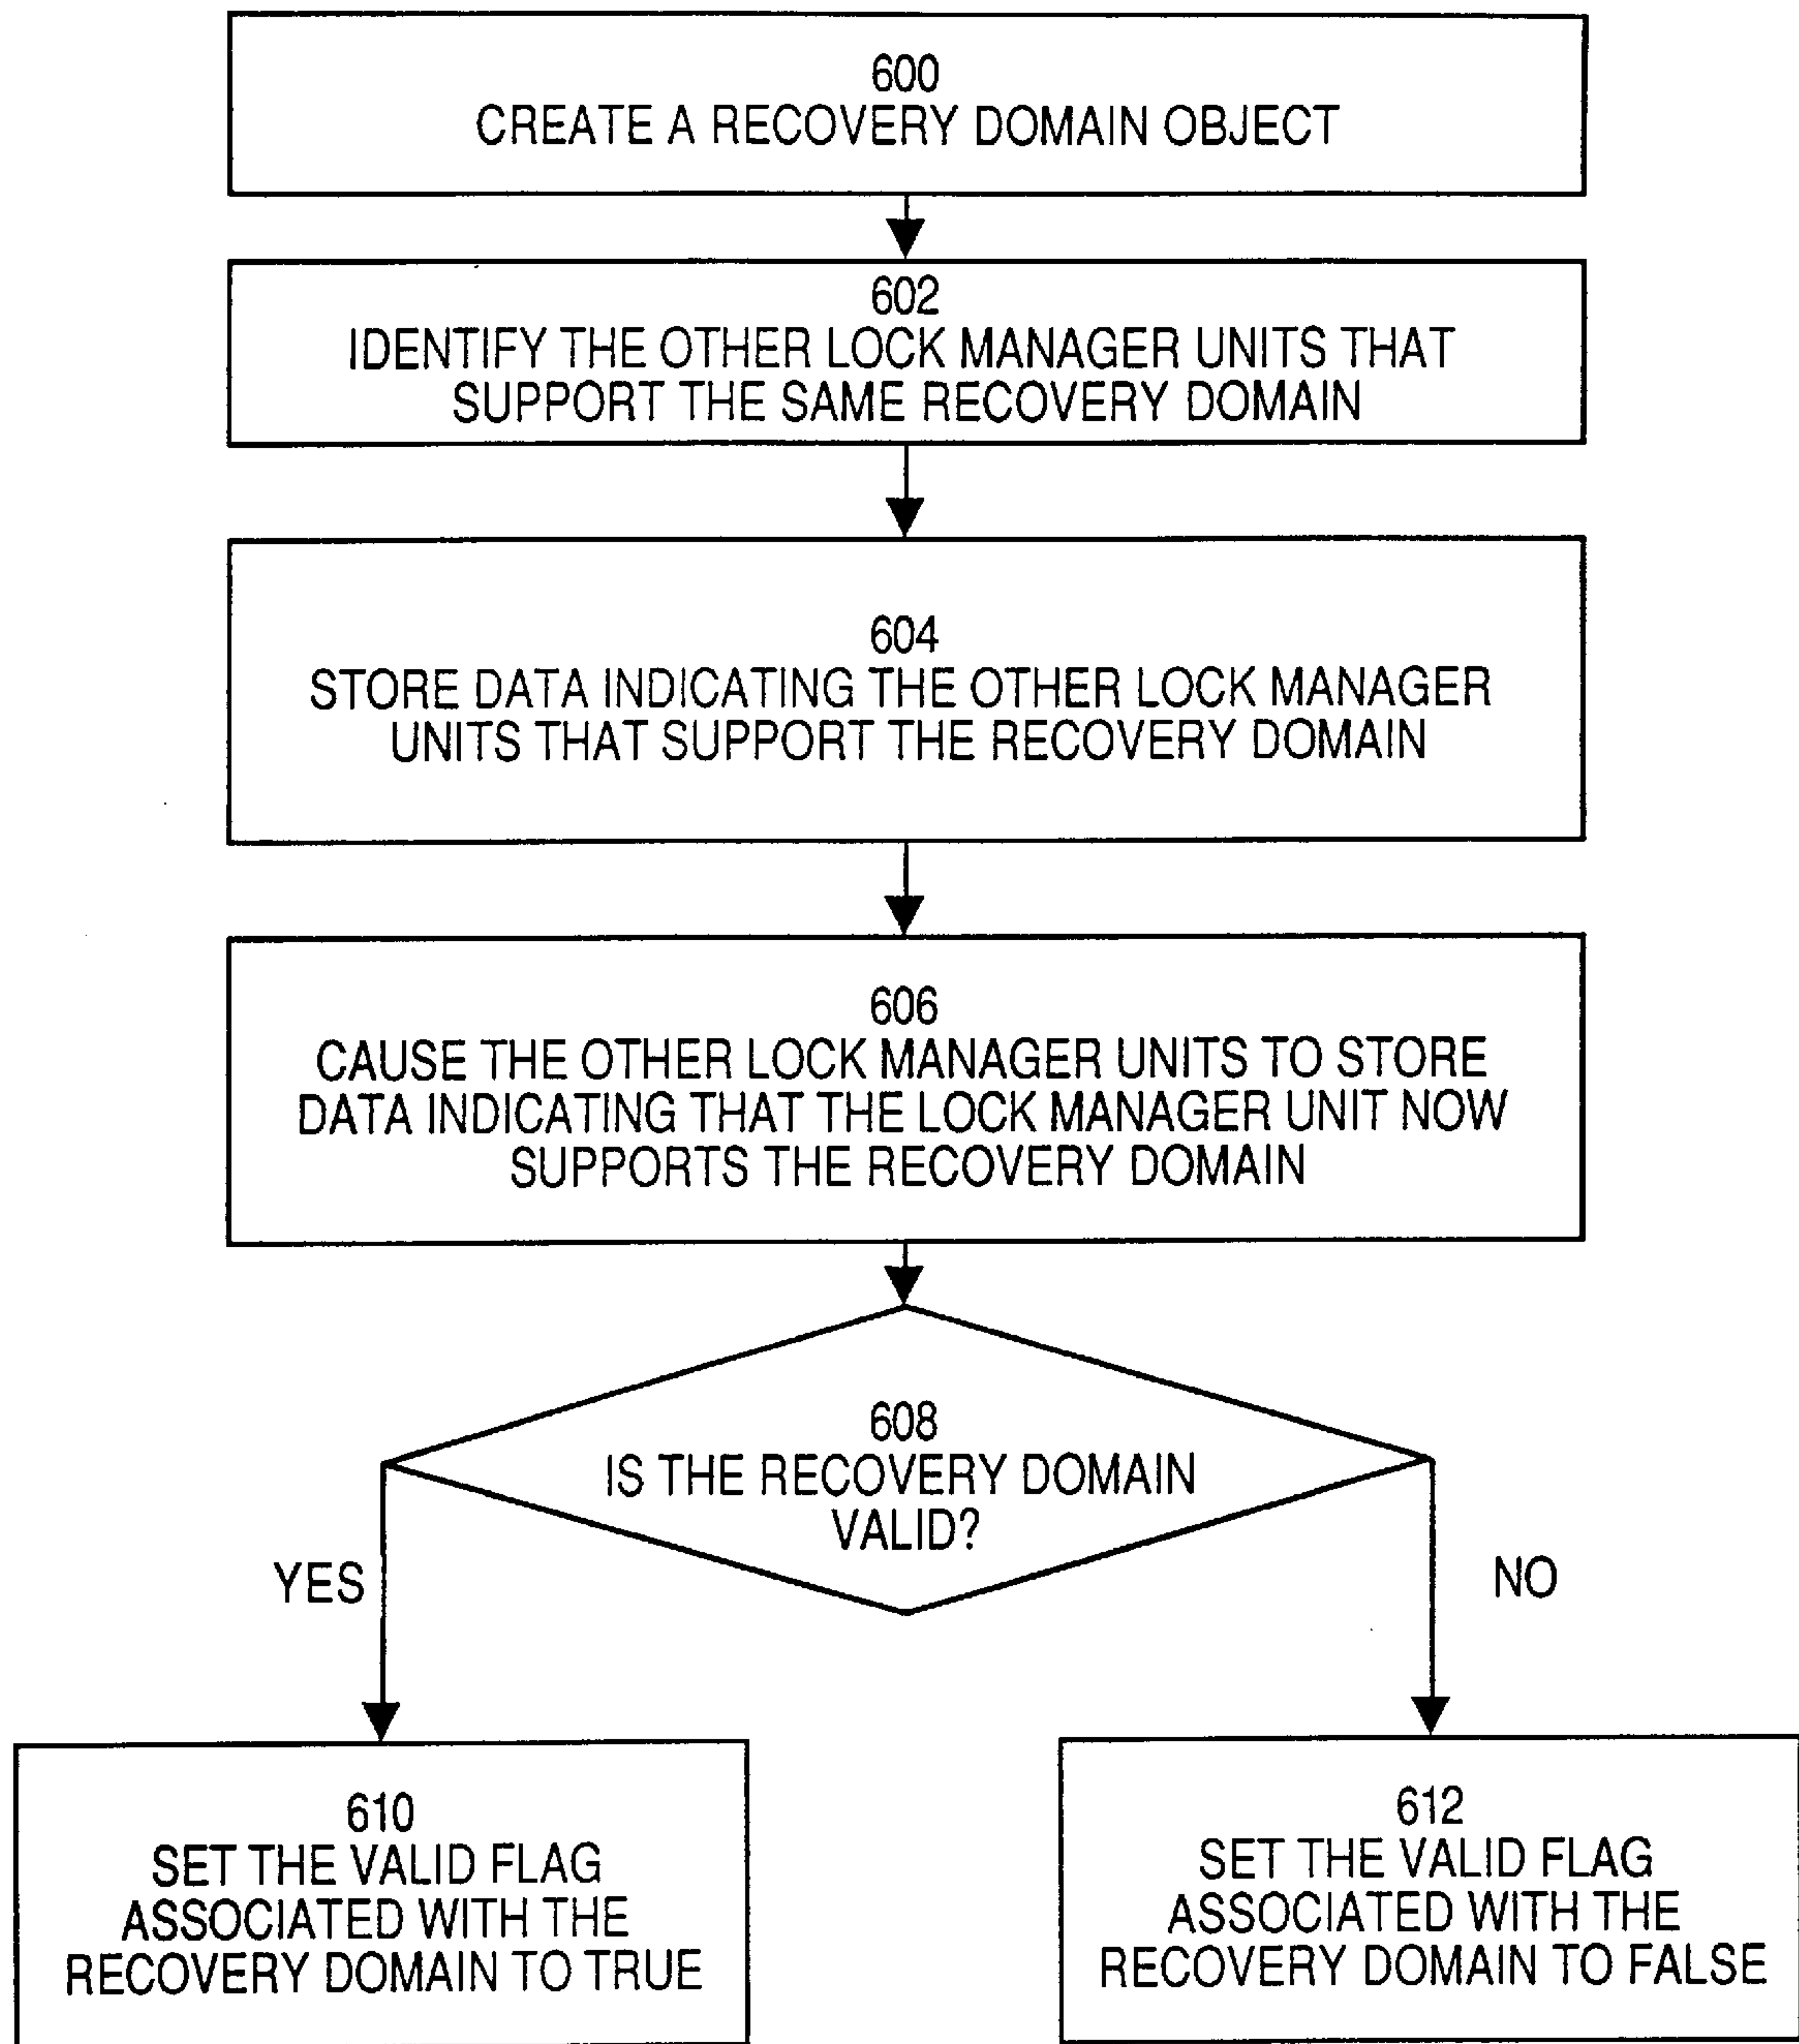 600
CREATE A RECOVERY DOMAIN OBJECT
602
IDENTIFY THE OTHER LOCK MANAGER UNITS THAT
SUPPORT THE SAME RECOVERY DOMAIN
604
STORE DATA INDICATING THE OTHER LOCK MANAGER
UNITS THAT SUPPORT THE RECOVERY DOMAIN
606
CAUSE THE OTHER LOCK MANAGER UNITS TO STORE
DATA INDICATING THAT THE LOCK MANAGER UNIT NOW
SUPPORTS THE RECOVERY DOMAIN
608
IS THE RECOVERY DOMAIN
VALID?
YES
NO
610
SET THE VALID FLAG
ASSOCIATED WITH THE
RECOVERY DOMAIN TO TRUE
612
SET THE VALID FLAG
ASSOCIATED WITH THE
RECOVERY DOMAIN TO FALSE